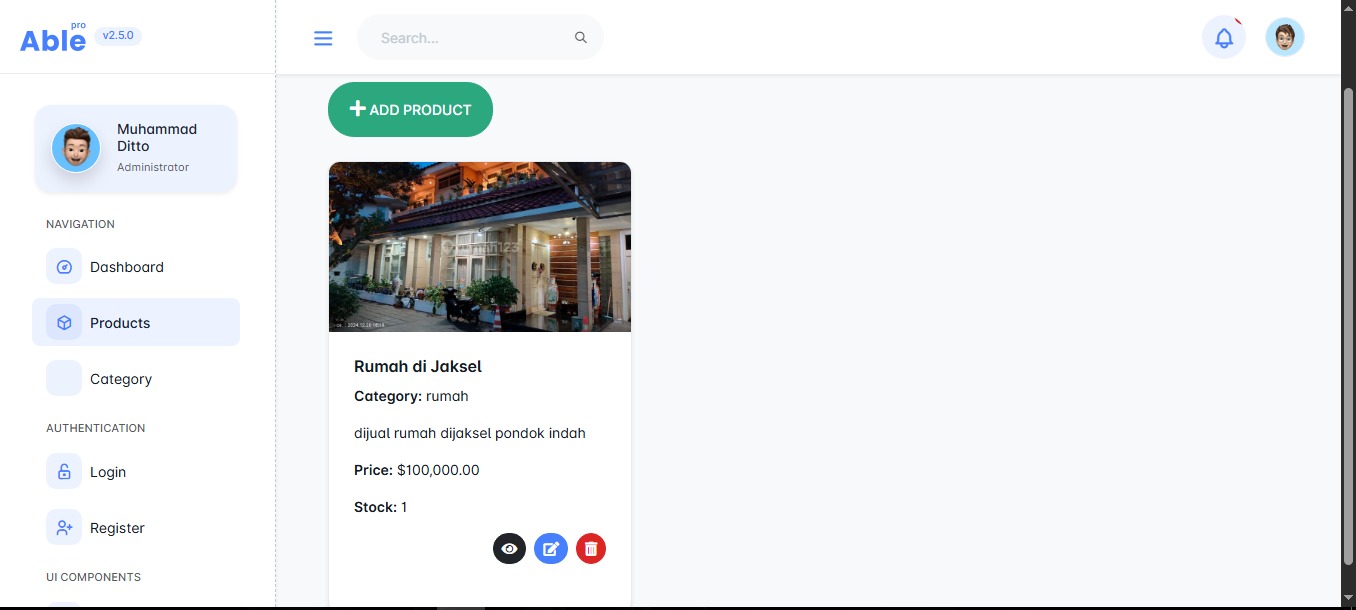 Able pro v2.5.0
Search...
Muhammad
Ditto
Administrator
NAVIGATION
Dashboard
Products
Category
AUTHENTICATION
Login
Register
UI COMPONENTS
ADD PRODUCT
Rumah di Jaksel
Category: rumah
dijual rumah dijaksel pondok indah
Price: $100,000.00
Stock: 1